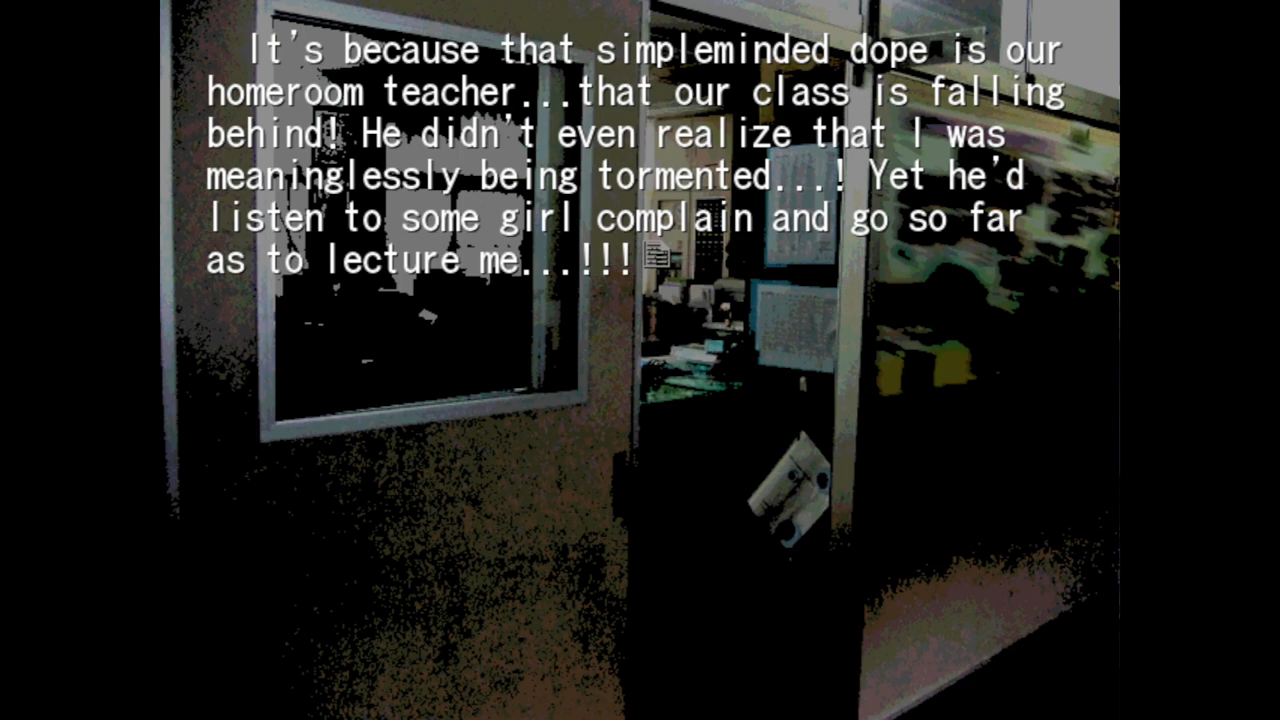 It's because that simpleminded dope is our
homeroom teacher...that our class is falling
behind! He didn't even realize that I was
meaninglessly being tormented...! Yet he'd
listen to some girl complain and go so far
as to lecture me...!!!